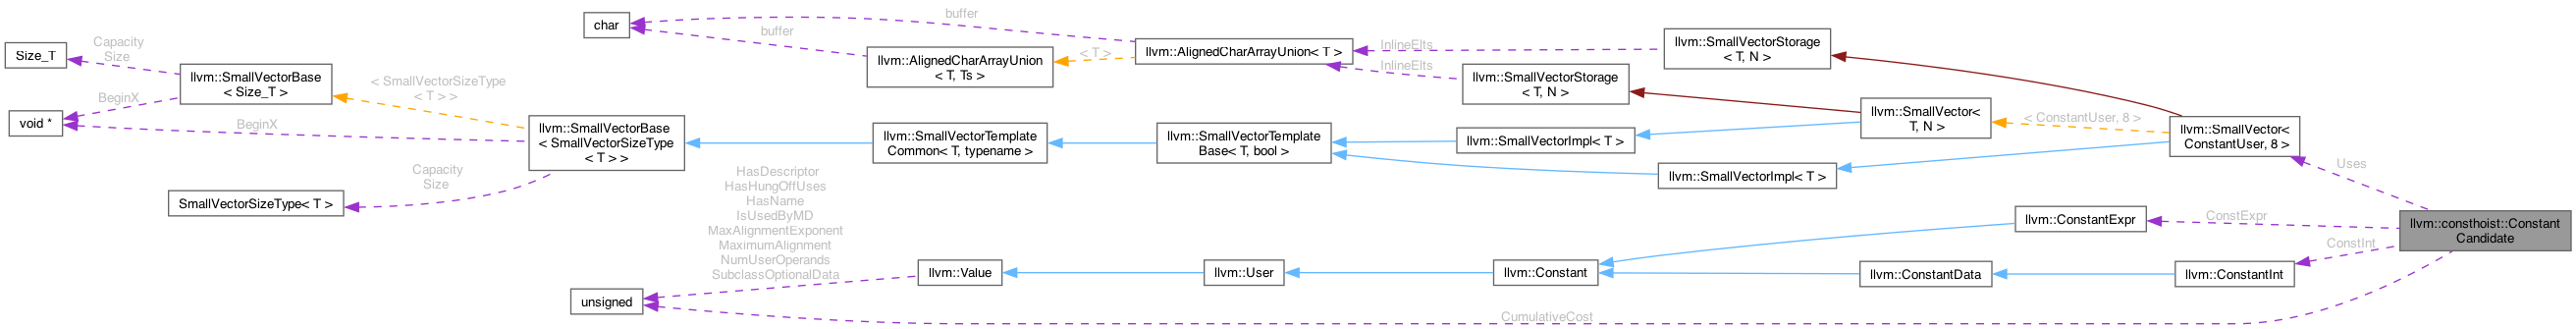 Size_T
void *
Capacity
Size
BeginX
llvm::SmallVectorBase
< Size_T >
SmallVectorSizeType< T >
< SmallVectorSizeType
< T > >
BeginX
Capacity
Size
llvm::SmallVectorBase
< SmallVectorSizeType
< T > >
char
buffer
buffer
HasDescriptor
HasHungOffUses
HasName
IsUsedByMD
MaxAlignmentExponent
MaximumAlignment
NumUserOperands
SubclassOptionalData
unsigned
llvm::AlignedCharArrayUnion
< T, Ts >
llvm::SmallVectorTemplate
Common< T, typename >
llvm::Value
< T >
llvm::AlignedCharArrayUnion< T >
llvm::SmallVectorTemplate
Base< T, bool >
llvm::User
InlineElts
InlineElts
llvm::SmallVectorStorage
< T, N >
llvm::SmallVectorImpl< T >
llvm::Constant
CumulativeCost
llvm::SmallVectorStorage
< T, N >
llvm::SmallVectorImpl< T >
llvm::SmallVector<
T, N >
llvm::ConstantData
< ConstantUser, 8 >
llvm::ConstantExpr
llvm::SmallVector<
ConstantUser, 8 >
llvm::ConstantInt
Uses
ConstExpr
ConstInt
llvm::consthoist::Constant
Candidate